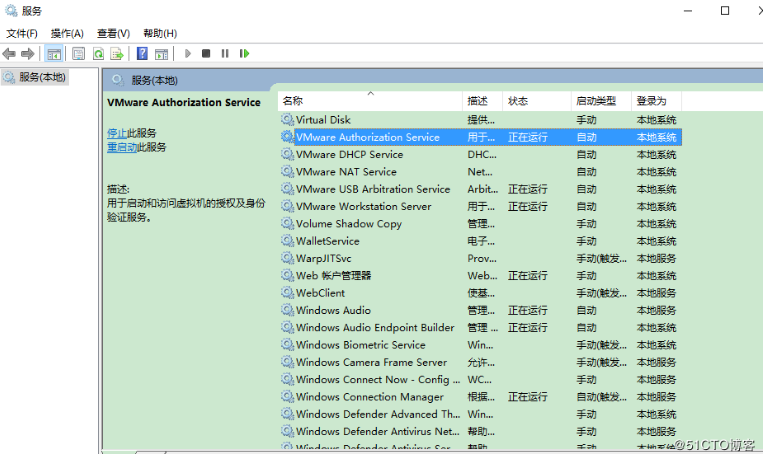 服务
文件(F) 操作(A) 查看(V) 帮助(H)
服务(本地)
服务(本地)
VMware Authorization Service
停止此服务
重启动此服务
描述:
用于启动和访问虚拟机的授权及身份
验证服务。
名称 描述 状态 启动类型 登录为
Virtual Disk 提供... 手动 本地系统
VMware Authorization Service 用于... 正在运行 自动 本地系统
VMware DHCP Service DHC... 自动 本地系统
VMware NAT Service Net... 自动 本地系统
VMware USB Arbitration Service Arbit... 正在运行 自动 本地系统
VMware Workstation Server 用于... 正在运行 自动 本地系统
Volume Shadow Copy 管理... 手动 本地系统
WalletService 电子... 手动 本地系统
WarpJITSvc Prov... 手动(触发... 本地服务
Web 帐户管理器 Web... 正在运行 手动 本地系统
WebClient 使基... 手动(触发... 本地服务
Windows Audio 管理... 正在运行 自动 本地服务
Windows Audio Endpoint Builder 管理 ... 正在运行 自动 本地系统
Windows Biometric Service Win... 手动(触发... 本地系统
Windows Camera Frame Server 允许... 手动(触发... 本地服务
Windows Connect Now - Config ... WC... 手动 本地服务
Windows Connection Manager 根据... 正在运行 自动(触发... 本地服务
Windows Defender Advanced Th... Win... 手动 本地系统
Windows Defender Antivirus Net... 帮助... 手动 本地服务
Windows Defender Antivirus Ser... 帮助... 手动 本地系统
@51CTO博客